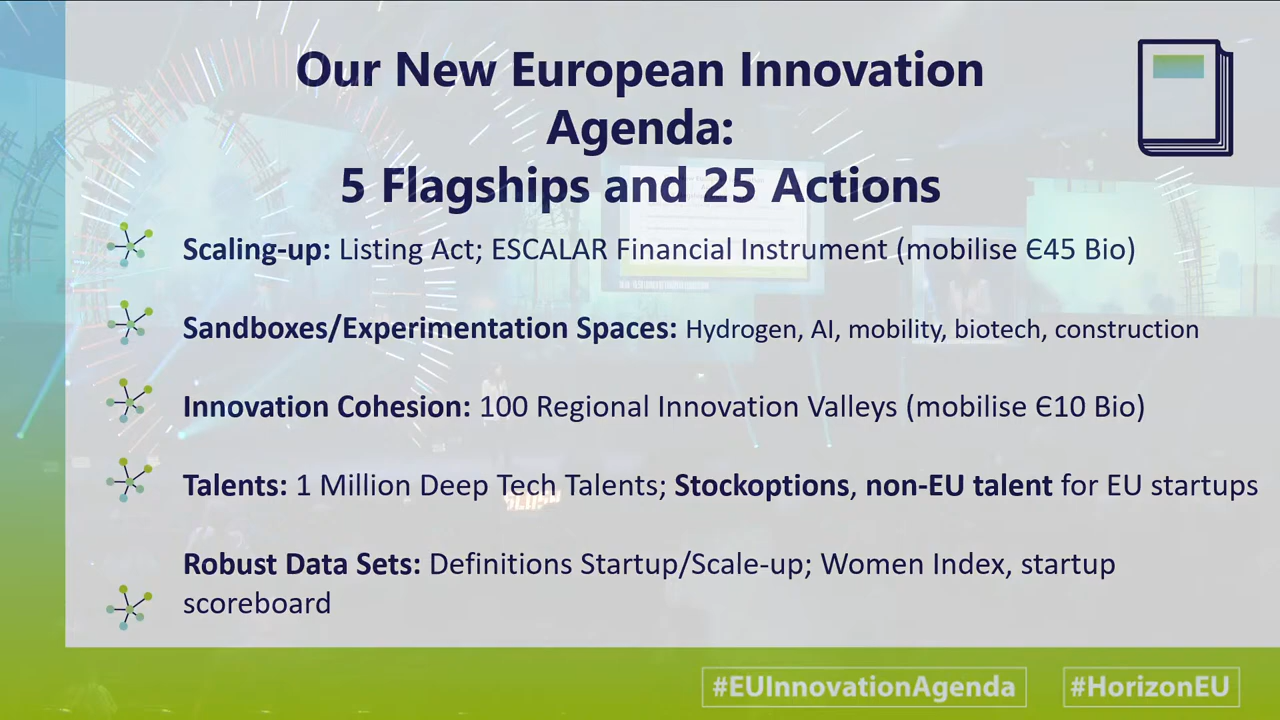 Our New European Innovation
Agenda:
5 Flagships and 25 Actions
Scaling-up: Listing Act; ESCALAR Financial Instrument (mobilise €45 Bio)
Sandboxes/Experimentation Spaces: Hydrogen, AI, mobility, biotech, construction
Innovation Cohesion: 100 Regional Innovation Valleys (mobilise €10 Bio)
Talents: 1 Million Deep Tech Talents; Stockoptions, non-EU talent for EU startups
Robust Data Sets: Definitions Startup/Scale-up; Women Index, startup
scoreboard
#EUInnovationAgenda
#HorizonEU